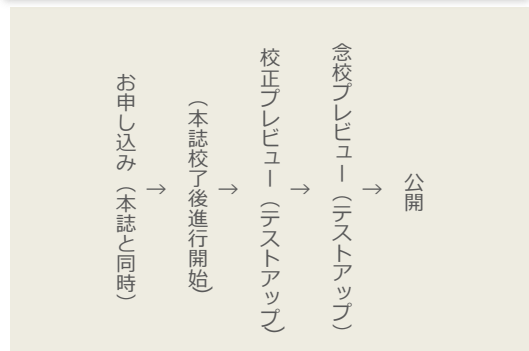 お申し込み（本誌と同時）
→
（本誌校了後進行開始）
→
校正プレビュー（テストアップ）
→
念校プレビュー（テストアップ）
→
公開